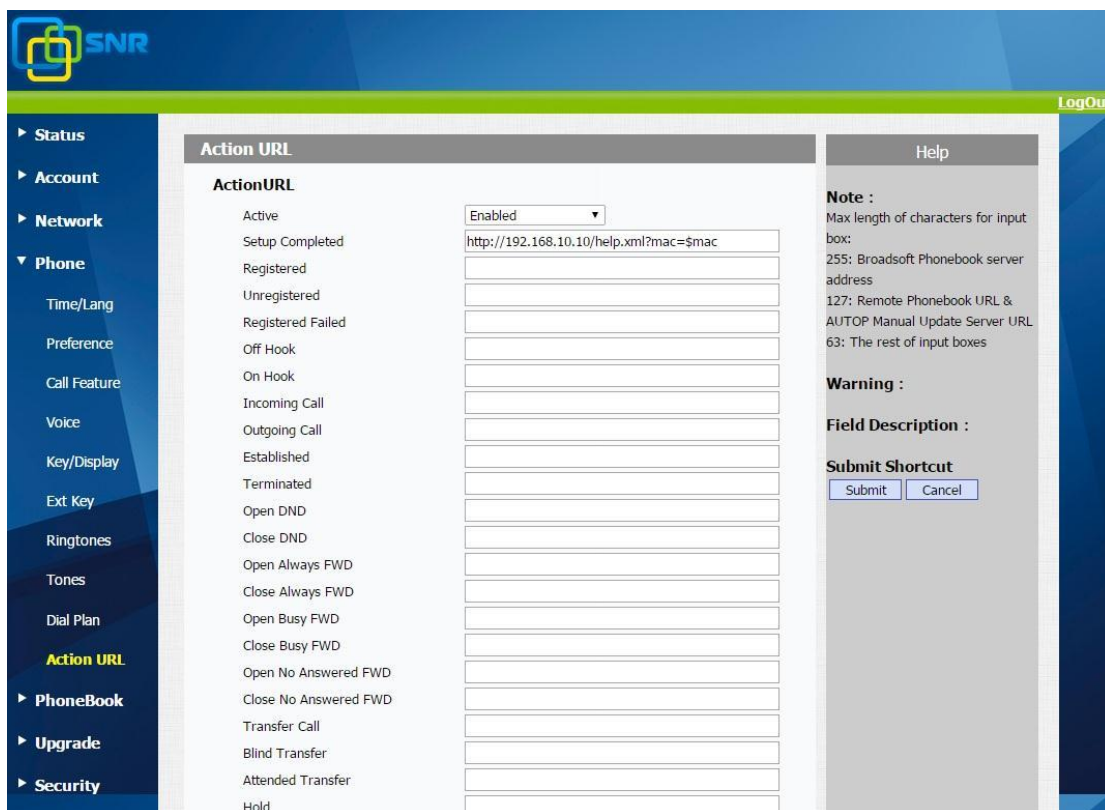 SNR
LogOu
Status
Account
Network
Phone
Time/Lang
Preference
Call Feature
Voice
Key/Display
Ext Key
Ringtones
Tones
Dial Plan
Action URL
PhoneBook
Upgrade
Security
Action URL
ActionURL
Active Enabled
Setup Completed http://192.168.10.10/help.xml?mac=$mac
Registered
Unregistered
Registered Failed
Off Hook
On Hook
Incoming Call
Outgoing Call
Established
Terminated
Open DND
Close DND
Open Always FWD
Close Always FWD
Open Busy FWD
Close Busy FWD
Open No Answered FWD
Close No Answered FWD
Transfer Call
Blind Transfer
Attended Transfer
Hold
Help
Note :
Max length of characters for input
box:
255: Broadsoft Phonebook server
address
127: Remote Phonebook URL &
AUTOP Manual Update Server URL
63: The rest of input boxes
Warning :
Field Description :
Submit Shortcut
Submit Cancel